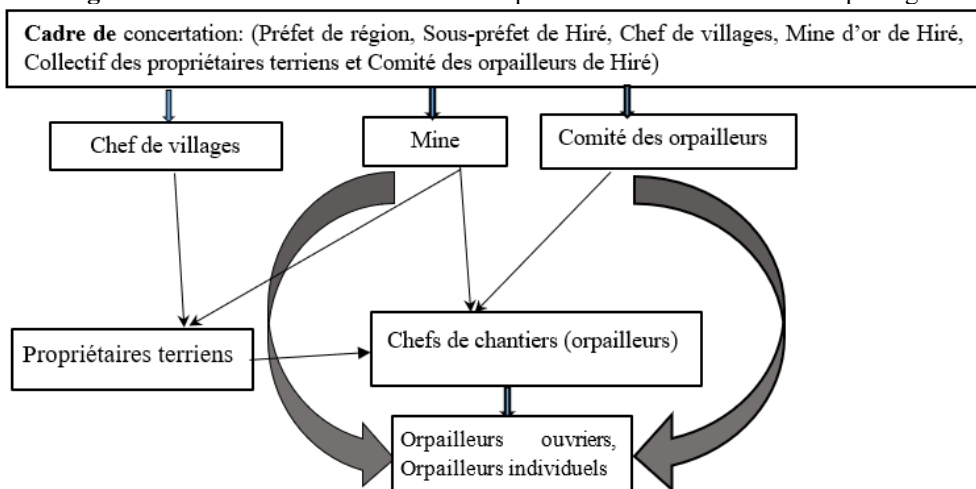 Cadre de concertation: (Préfet de région, Sous-préfet de Hiré, Chef de villages, Mine d’or de Hiré,
Collectif des propriétaires terriens et Comité des orpailleurs de Hiré)
Chef de villages
Mine
Comité des orpailleurs
Propriétaires terriens
Chefs de chantiers (orpailleurs)
Orpailleurs ouvriers,
Orpailleurs individuels